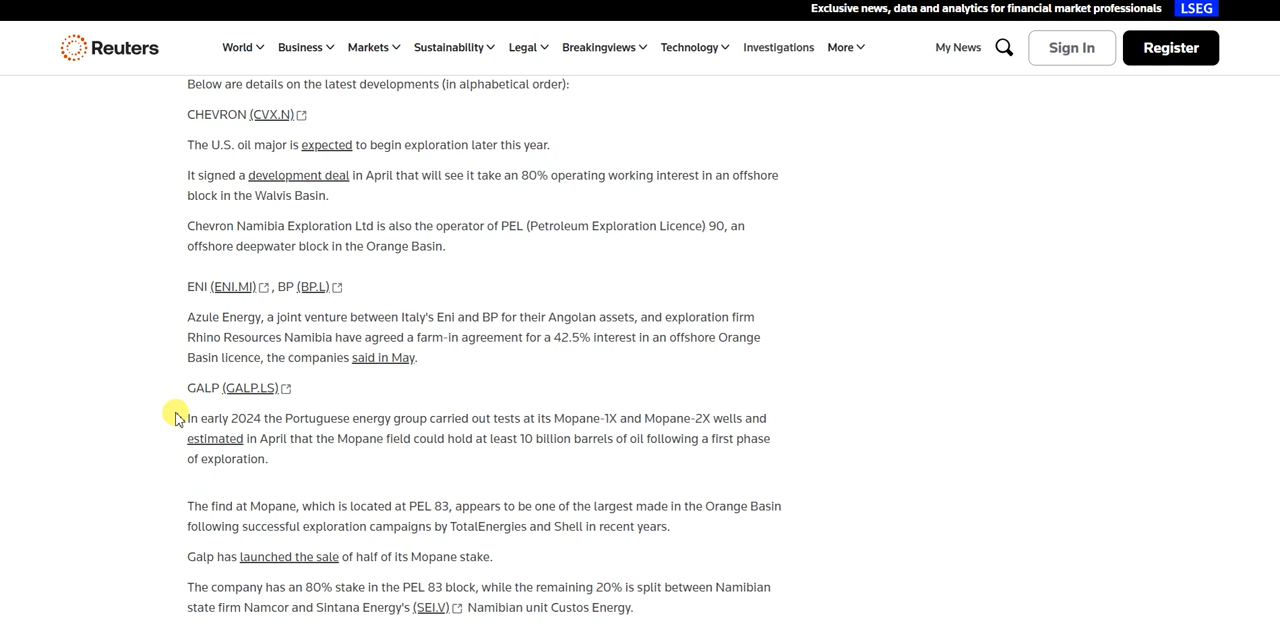 Exclusive news, data and analytics for financial market professionals LSEG
Reuters World Business Markets Sustainability Legal Breakingviews Technology Investigations More My News Sign In Register
Below are details on the latest developments (in alphabetical order):
CHEVRON (CVX.N)
The U.S. oil major is expected to begin exploration later this year.
It signed a development deal in April that will see it take an 80% operating working interest in an offshore
block in the Walvis Basin.
Chevron Namibia Exploration Ltd is also the operator of PEL (Petroleum Exploration Licence) 90, an
offshore deepwater block in the Orange Basin.
ENI (ENI.MI) , BP (BP.L)
Azule Energy, a joint venture between Italy's Eni and BP for their Angolan assets, and exploration firm
Rhino Resources Namibia have agreed a farm-in agreement for a 42.5% interest in an offshore Orange
Basin licence, the companies said in May.
GALP (GALP.LS)
In early 2024 the Portuguese energy group carried out tests at its Mopane-1X and Mopane-2X wells and
estimated in April that the Mopane field could hold at least 10 billion barrels of oil following a first phase
of exploration.
The find at Mopane, which is located at PEL 83, appears to be one of the largest made in the Orange Basin
following successful exploration campaigns by TotalEnergies and Shell in recent years.
Galp has launched the sale of half of its Mopane stake.
The company has an 80% stake in the PEL 83 block, while the remaining 20% is split between Namibian
state firm Namcor and Sintana Energy's (SEI.V) Namibian unit Custos Energy.